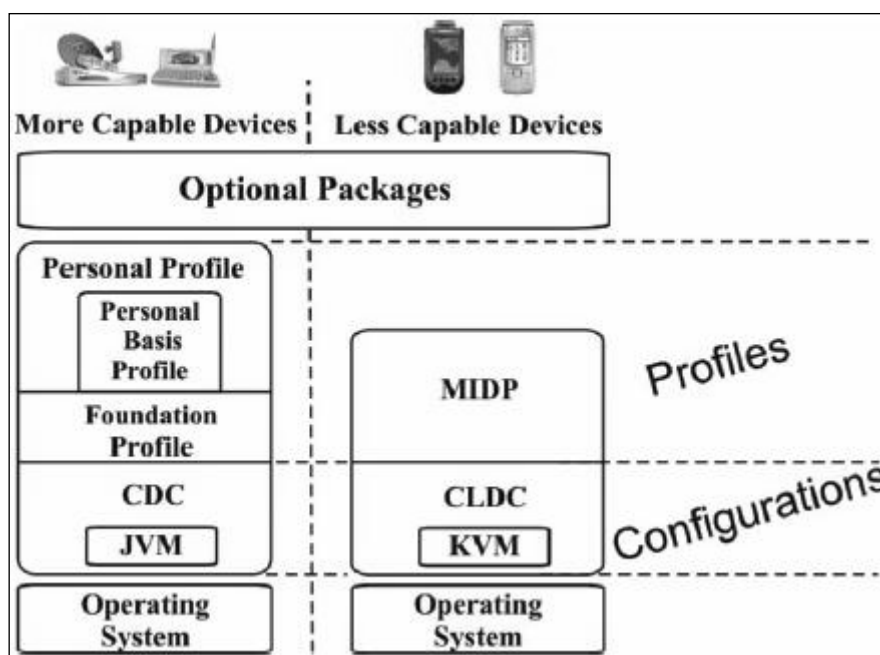 More Capable Devices
Less Capable Devices
Optional Packages
Personal Profile
Personal
Basis
Profile
Foundation
Profile
CDC
JVM
Operating
System
MIDP
CLDC
KVM
Operating
System
Profiles
Configurations